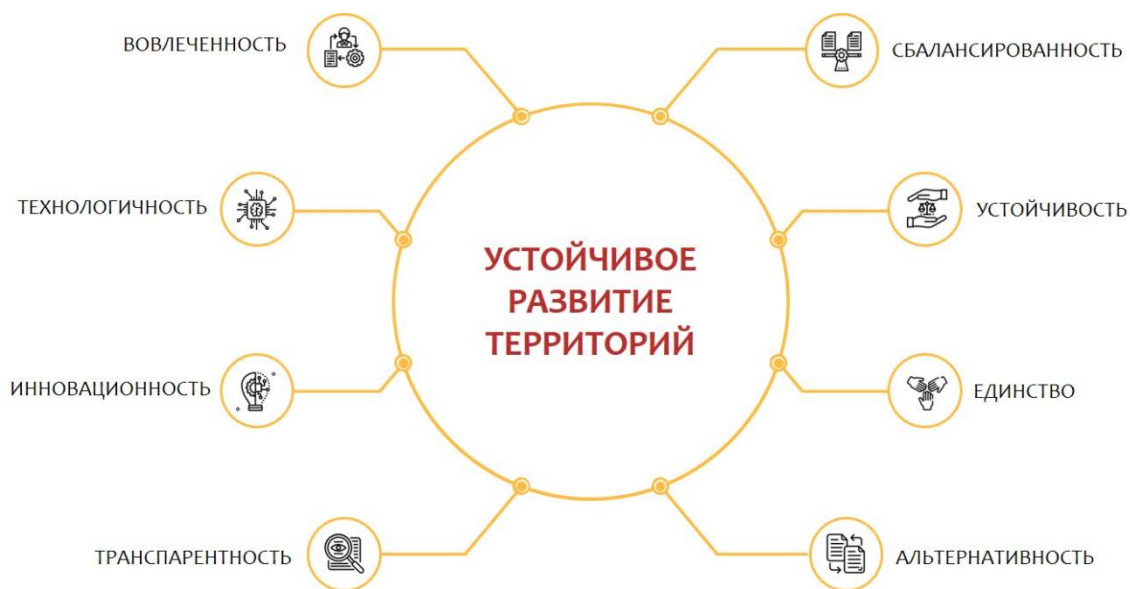 ВОВЛЕЧЕННОСТЬ
СБАЛАНСИРОВАННОСТЬ
ТЕХНОЛОГИЧНОСТЬ
УСТОЙЧИВОСТЬ
УСТОЙЧИВОЕ
РАЗВИТИЕ
ТЕРРИТОРИЙ
ИННОВАЦИОННОСТЬ
ЕДИНСТВО
ТРАНСПАРЕНТНОСТЬ
АЛЬТЕРНАТИВНОСТЬ